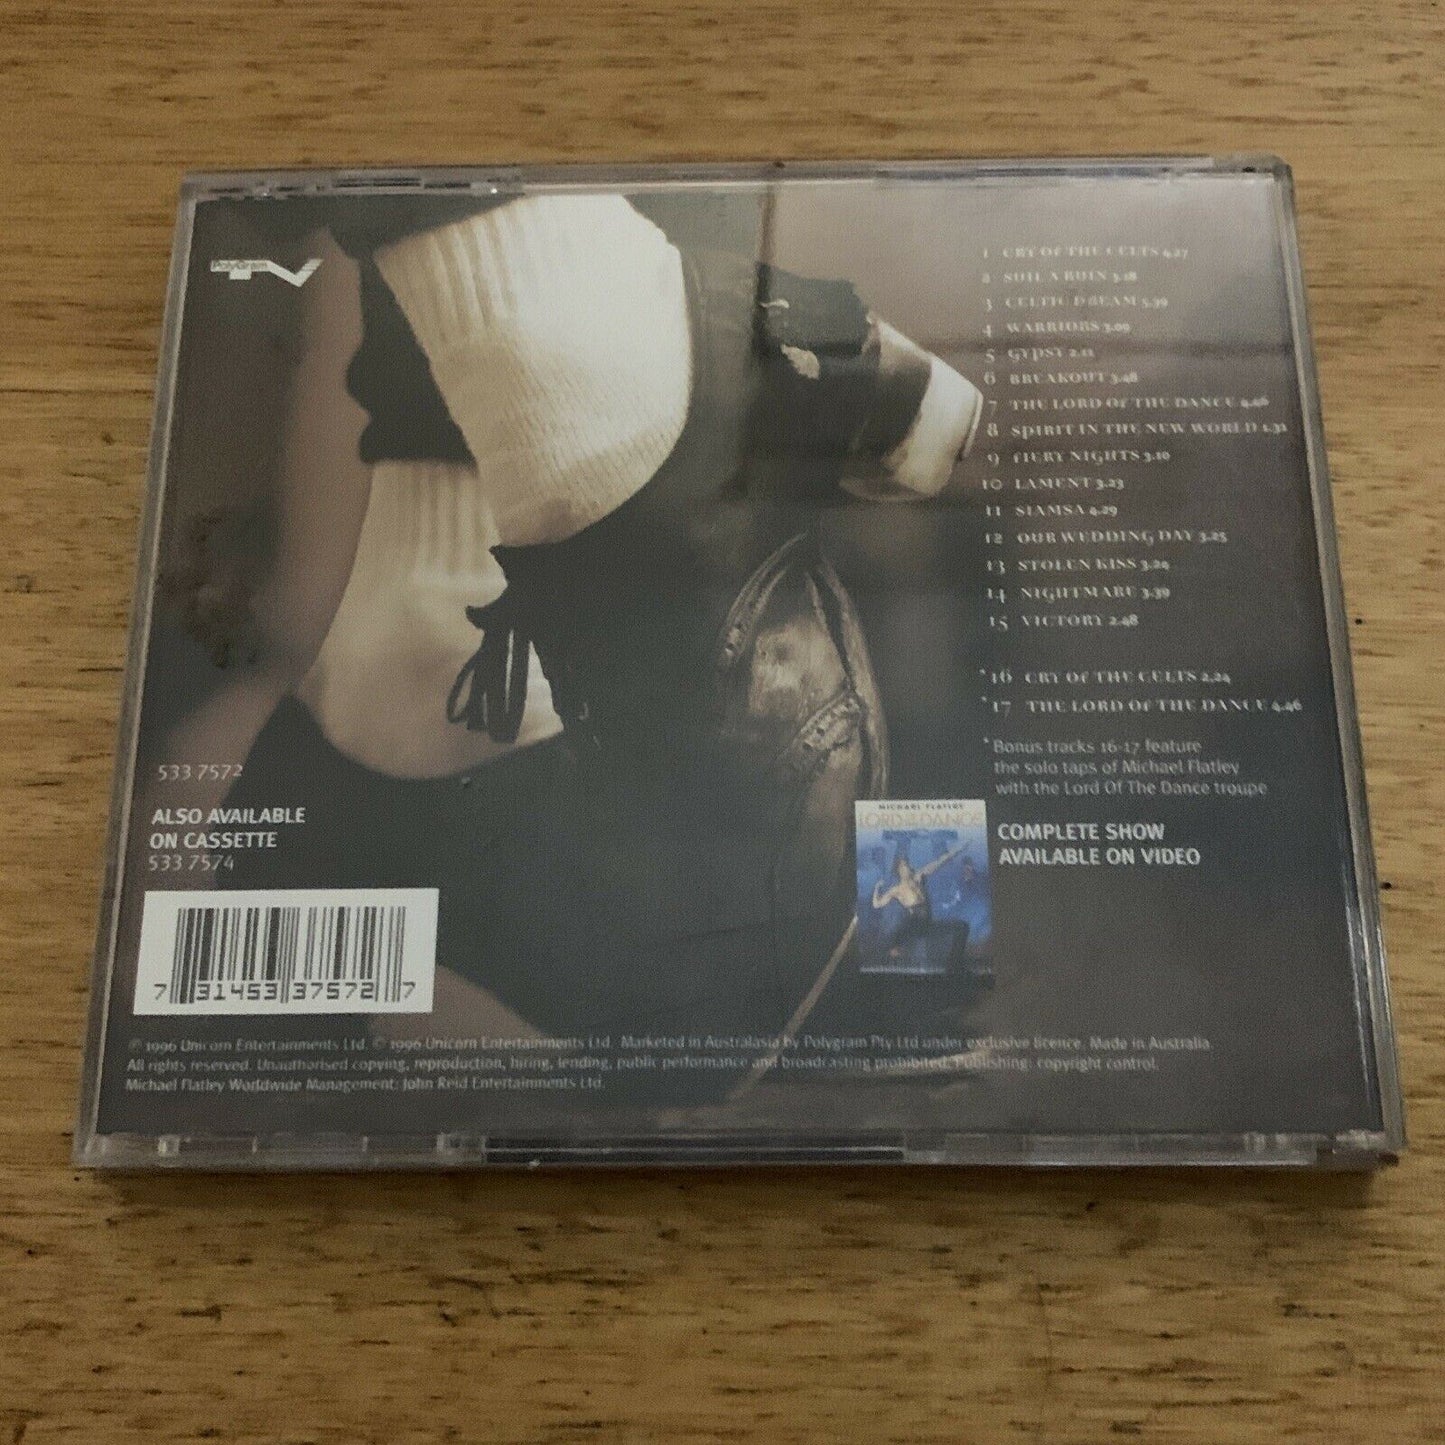 PolyGram TV
1 CRY OF THE CELTS 4.27
2 SUIL A RUIN 3.18
3 CELTIC DREAM 5.39
4 WARRIORS 3.09
5 GYPSY 2.11
6 BREAKOUT 3.48
7 THE LORD OF THE DANCE 4.46
8 SPIRIT IN THE NEW WORLD 1.32
9 FIERY NIGHTS 3.10
10 LAMENT 3.23
11 SIAMSA 4.29
12 OUR WEDDING DAY 3.25
13 STOLEN KISS 3.24
14 NIGHTMARE 3.39
15 VICTORY 2.48
*16 CRY OF THE CELTS 2.24
*17 THE LORD OF THE DANCE 4.46
*Bonus tracks 16-17 feature
the solo taps of Michael Flatley
with the Lord Of The Dance troupe
533 7572
ALSO AVAILABLE
ON CASSETTE
533 7574
MICHAEL FLATLEY
LORD OF THE DANCE
COMPLETE SHOW
AVAILABLE ON VIDEO
7 31453 37572 7
℗ 1996 Unicorn Entertainments Ltd. © 1996 Unicorn Entertainments Ltd. Marketed in Australasia by Polygram Pty Ltd under exclusive licence. Made in Australia.
All rights reserved. Unauthorised copying, reproduction, hiring, lending, public performance and broadcasting prohibited. Publishing: copyright control.
Michael Flatley Worldwide Management: John Reid Entertainments Ltd.